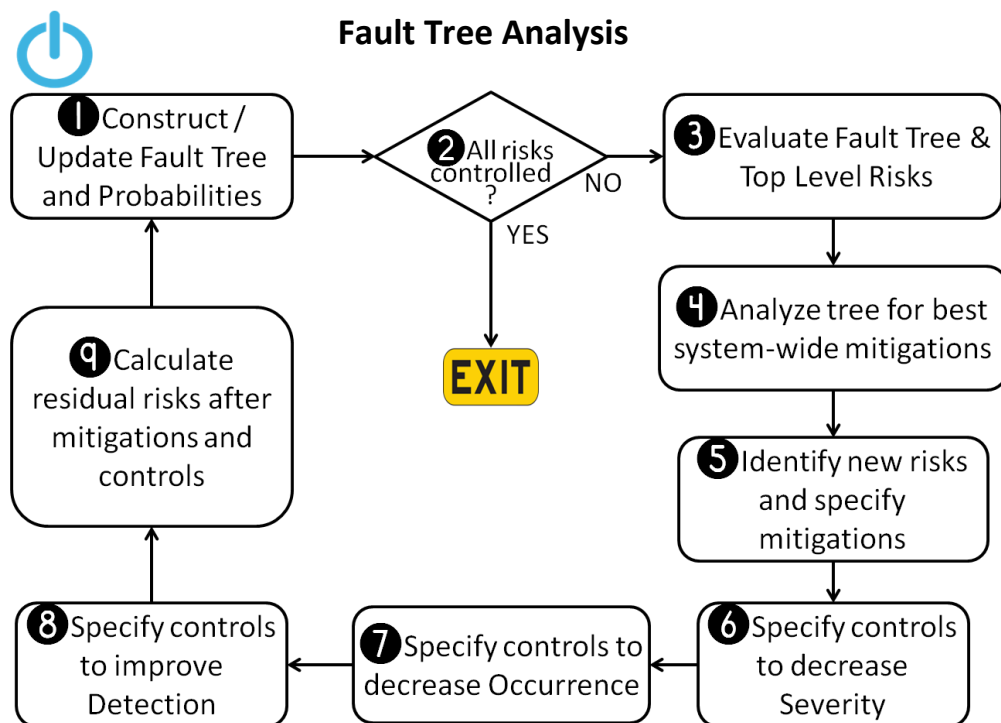 Fault Tree Analysis
1 Construct /
Update Fault Tree
and Probabilities
2 All risks
controlled
?
NO
YES
EXIT
3 Evaluate Fault Tree &
Top Level Risks
4 Analyze tree for best
system-wide mitigations
5 Identify new risks
and specify
mitigations
6 Specify controls
to decrease
Severity
7 Specify controls to
decrease Occurrence
8 Specify controls
to improve
Detection
9 Calculate
residual risks after
mitigations and
controls